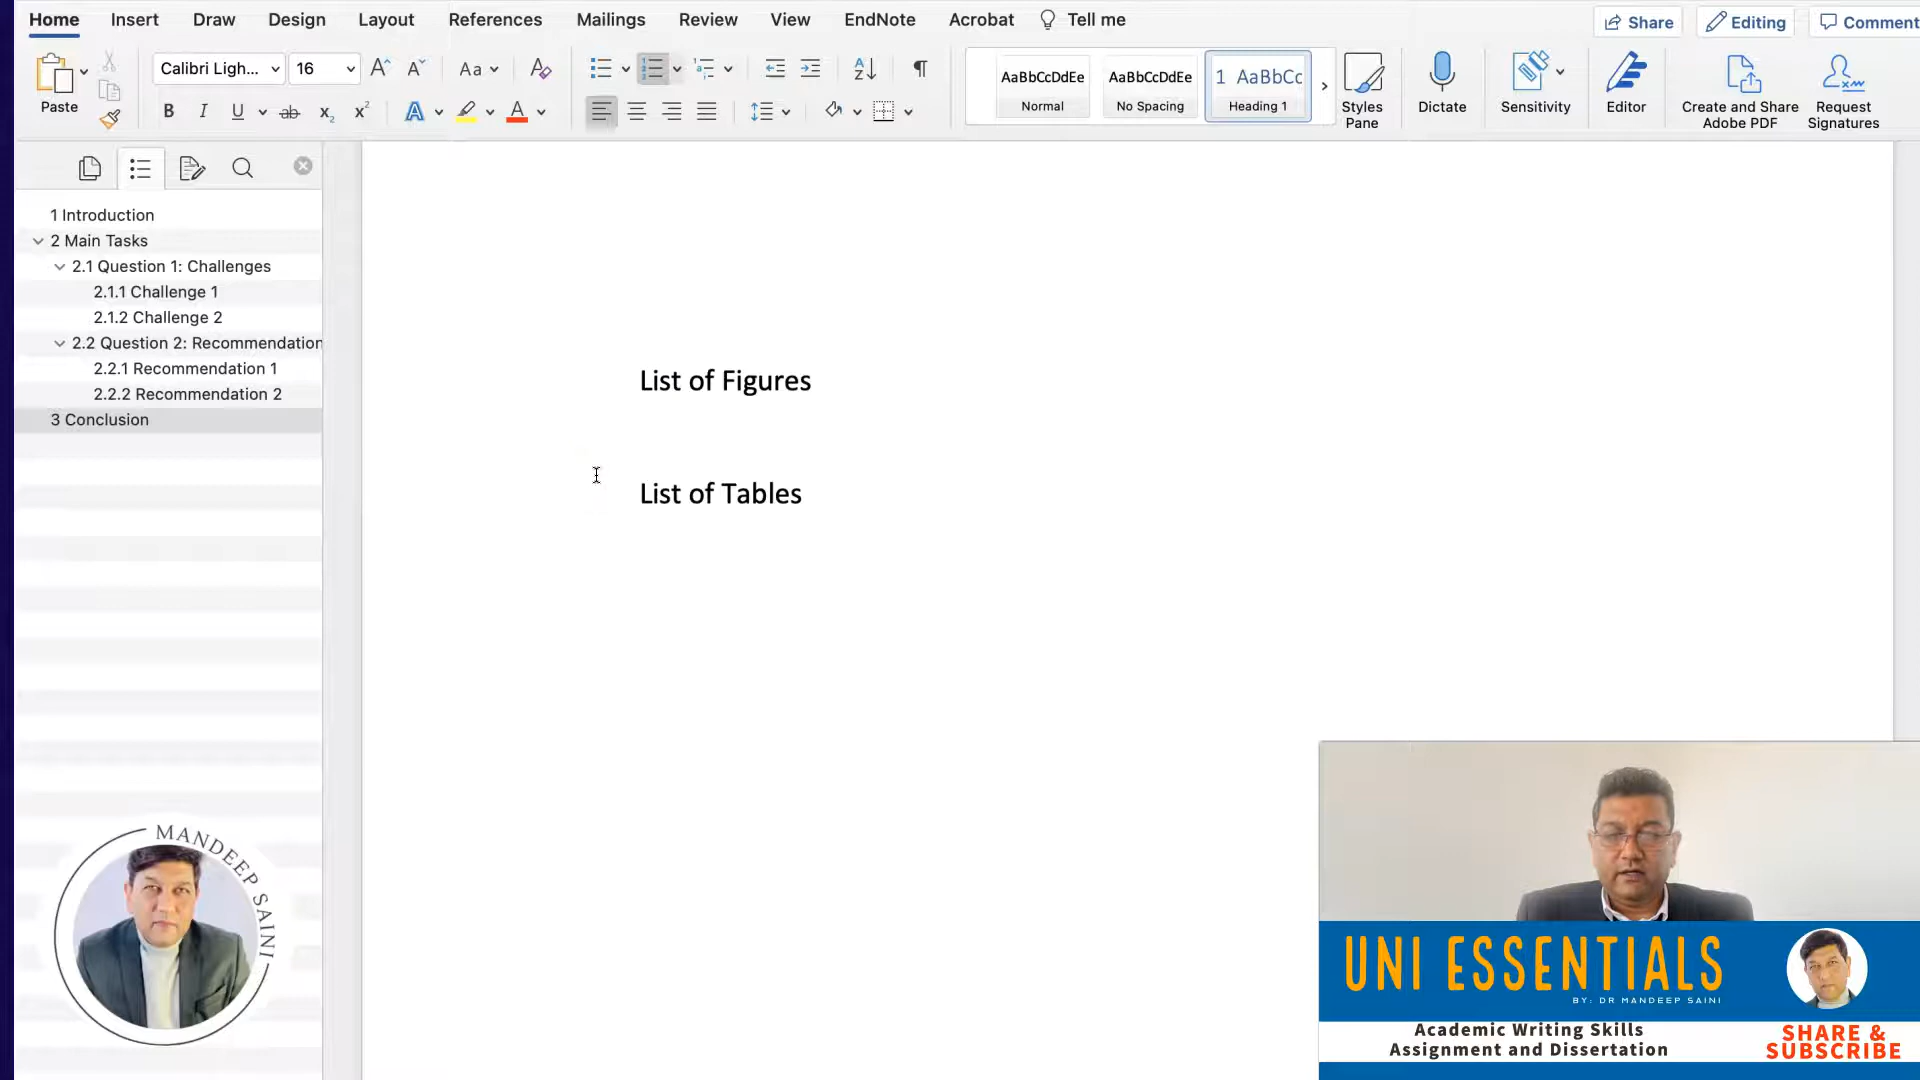 Home Insert Draw Design Layout References Mailings Review View EndNote Acrobat Tell me
Share Editing Comment
Paste
Calibri Ligh... 16 Aa
B I U ab x2 x2 A A
AaBbCcDdEe
Normal
AaBbCcDdEe
No Spacing
1 AaBbCc
Heading 1
Styles
Pane
Dictate
Sensitivity
Editor
Create and Share
Adobe PDF
Request
Signatures
1 Introduction
2 Main Tasks
2.1 Question 1: Challenges
2.1.1 Challenge 1
2.1.2 Challenge 2
2.2 Question 2: Recommendation
2.2.1 Recommendation 1
2.2.2 Recommendation 2
3 Conclusion
List of Figures
List of Tables
MANDEEP SAINI
UNI ESSENTIALS
BY: DR MANDEEP SAINI
Academic Writing Skills
Assignment and Dissertation
SHARE &
SUBSCRIBE